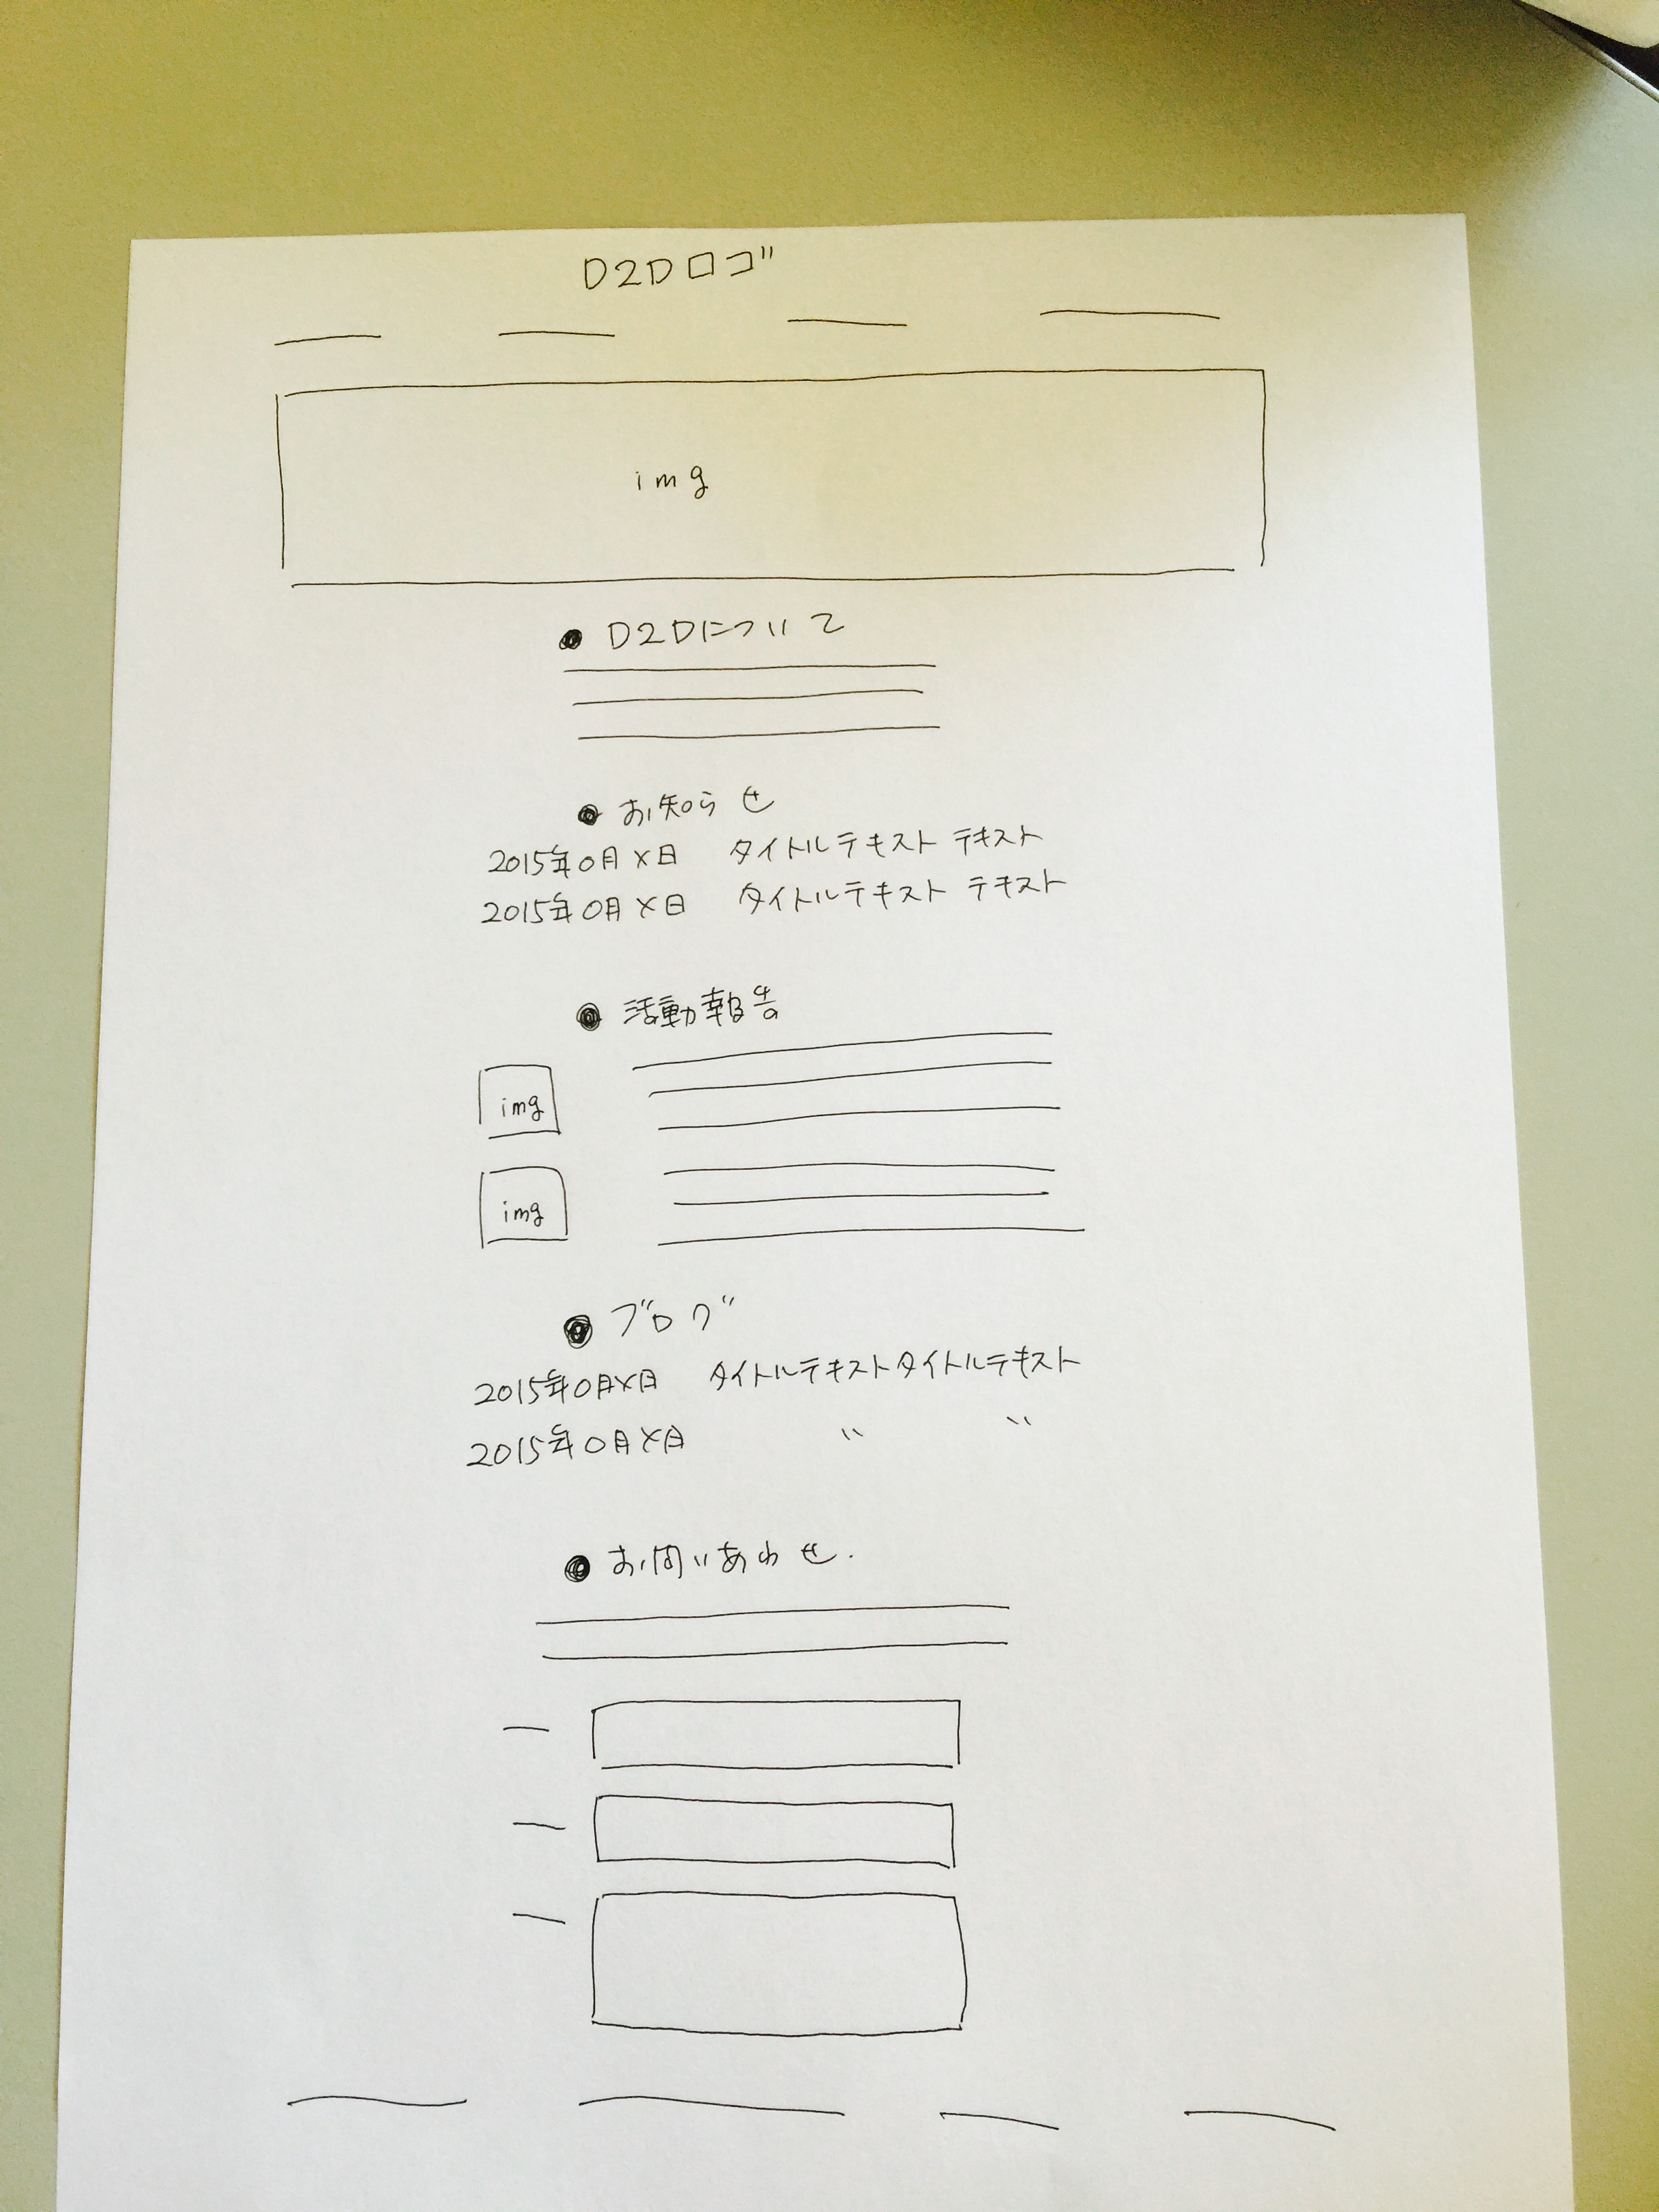 D2Dロゴ
img
● D2Dについて
● お知らせ
2015年0月×日 タイトルテキスト テキスト
2015年0月×日 タイトルテキスト テキスト
● 活動報告
img
img
● ブログ
2015年0月×日 タイトルテキストタイトルテキスト
2015年0月×日 〃 〃
● お問いあわせ.